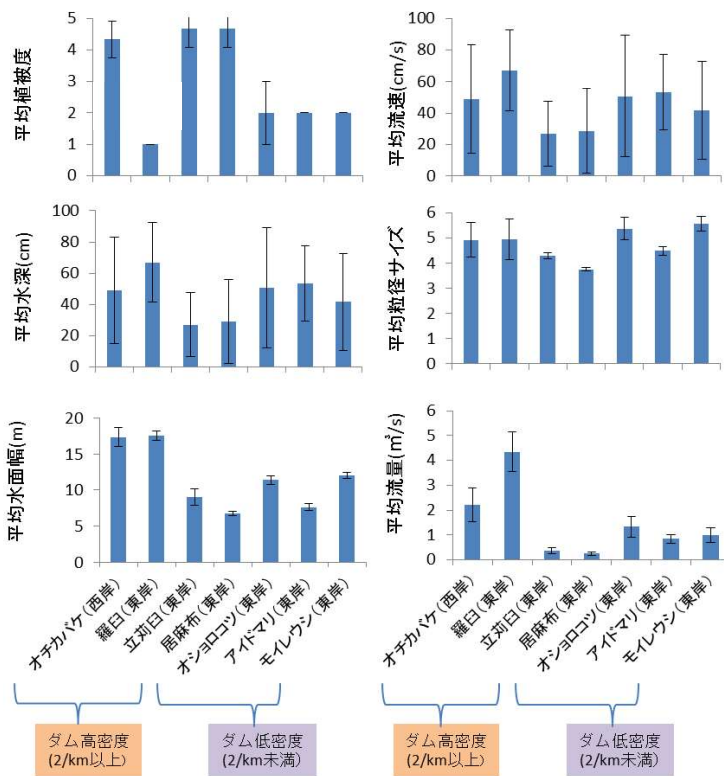 平均植被度
5
4
3
2
1
0
平均流速(cm/s)
100
80
60
40
20
0
平均水深(cm)
100
80
60
40
20
0
平均粒径サイズ
6
5
4
3
2
1
0
平均水面幅(m)
20
15
10
5
0
平均流量(㎥/s)
6
5
4
3
2
1
0
オチカバケ(西岸)
羅臼(東岸)
立苅臼(東岸)
居麻布(東岸)
オショロコツ(東岸)
アイドマリ(東岸)
モイレウシ(東岸)
オチカバケ(西岸)
羅臼(東岸)
立苅臼(東岸)
居麻布(東岸)
オショロコツ(東岸)
アイドマリ(東岸)
モイレウシ(東岸)
ダム高密度
(2/km以上)
ダム低密度
(2/km未満)
ダム高密度
(2/km以上)
ダム低密度
(2/km未満)